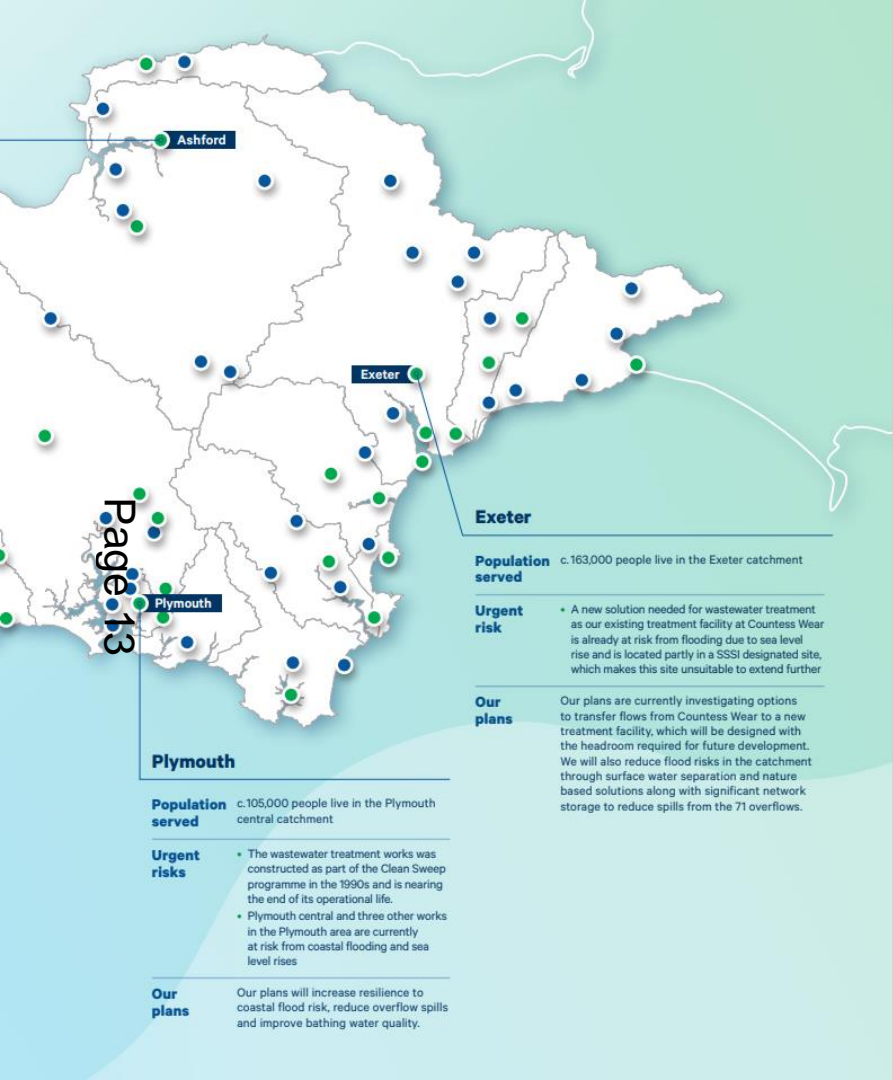 Ashford
Exeter
Page 13
Plymouth
Exeter
Population served
c.163,000 people live in the Exeter catchment
Urgent risk
• A new solution needed for wastewater treatment
as our existing treatment facility at Countess Wear
is already at risk from flooding due to sea level
rise and is located partly in a SSSI designated site,
which makes this site unsuitable to extend further
Our plans
Our plans are currently investigating options
to transfer flows from Countess Wear to a new
treatment facility, which will be designed with
the headroom required for future development.
We will also reduce flood risks in the catchment
through surface water separation and nature
based solutions along with significant network
storage to reduce spills from the 71 overflows.
Plymouth
Population served
c.105,000 people live in the Plymouth
central catchment
Urgent risks
• The wastewater treatment works was
constructed as part of the Clean Sweep
programme in the 1990s and is nearing
the end of its operational life.
• Plymouth central and three other works
in the Plymouth area are currently
at risk from coastal flooding and sea
level rises
Our plans
Our plans will increase resilience to
coastal flood risk, reduce overflow spills
and improve bathing water quality.